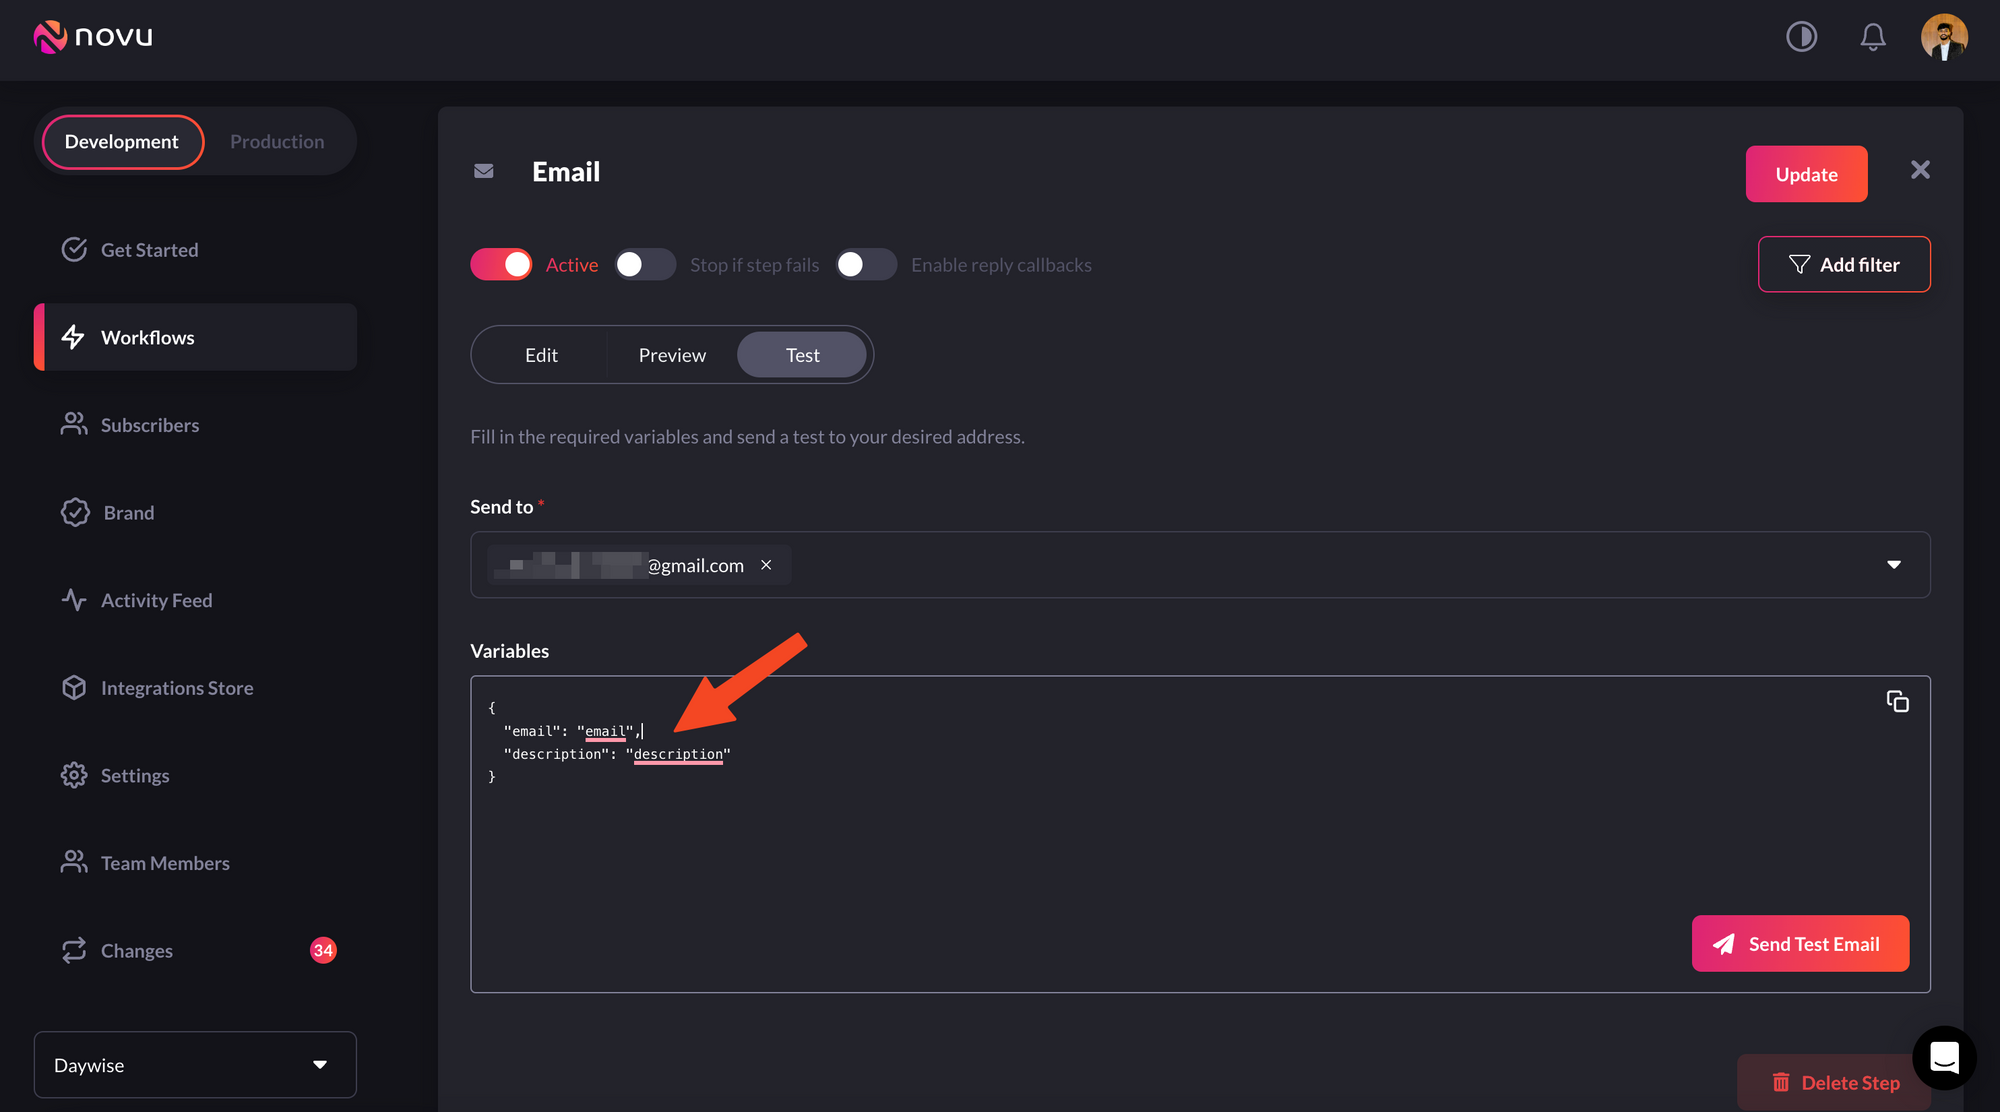 novu
Development
Production
Get Started
Workflows
Subscribers
Brand
Activity Feed
Integrations Store
Settings
Team Members
Changes
34
Daywise
Email
Update
Active
Stop if step fails
Enable reply callbacks
Add filter
Edit
Preview
Test
Fill in the required variables and send a test to your desired address.
Send to *
@gmail.com
Variables
{
"email": "email",
"description": "description"
}
Send Test Email
Delete Step